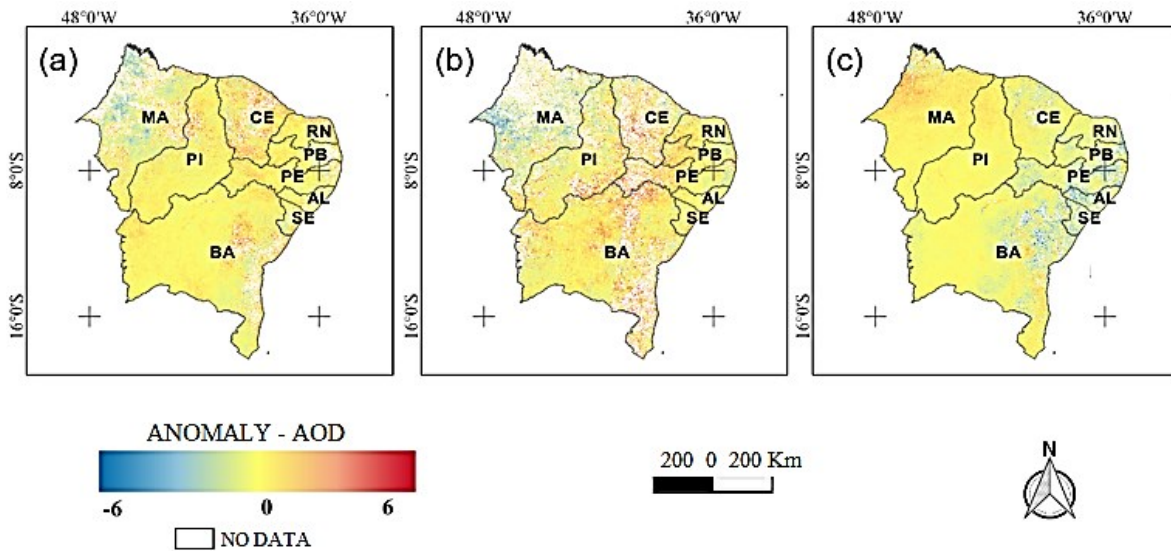 48°0'W 36°0'W 48°0'W 36°0'W 48°0'W 36°0'W
(a) (b) (c)
MA CE RN PB PI PE AL SE BA
MA CE RN PB PI PE AL SE BA
MA CE RN PB PI PE AL SE BA
8°0'S 8°0'S 8°0'S
16°0'S 16°0'S 16°0'S
ANOMALY - AOD
-6 0 6
NO DATA
200 0 200 Km
N